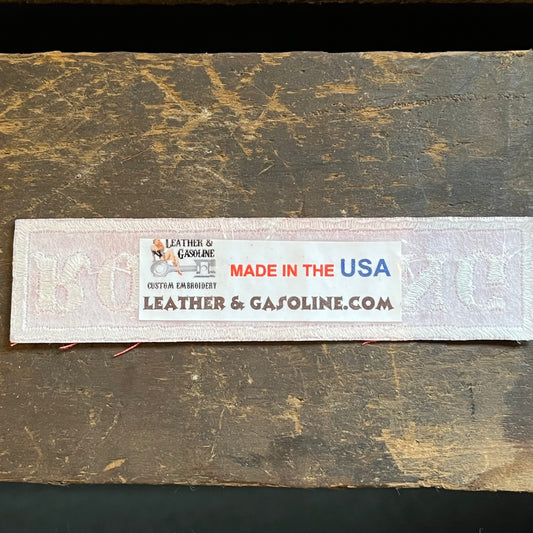 LEATHER &
GASOLINE
CUSTOM EMBROIDERY
MADE IN THE USA
LEATHER & GASOLINE.COM